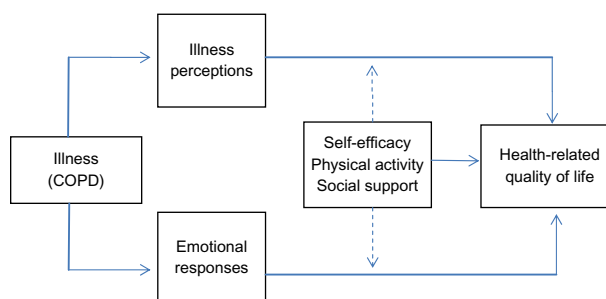 Illness
perceptions
Illness
(COPD)
Self-efficacy
Physical activity
Social support
Health-related
quality of life
Emotional
responses